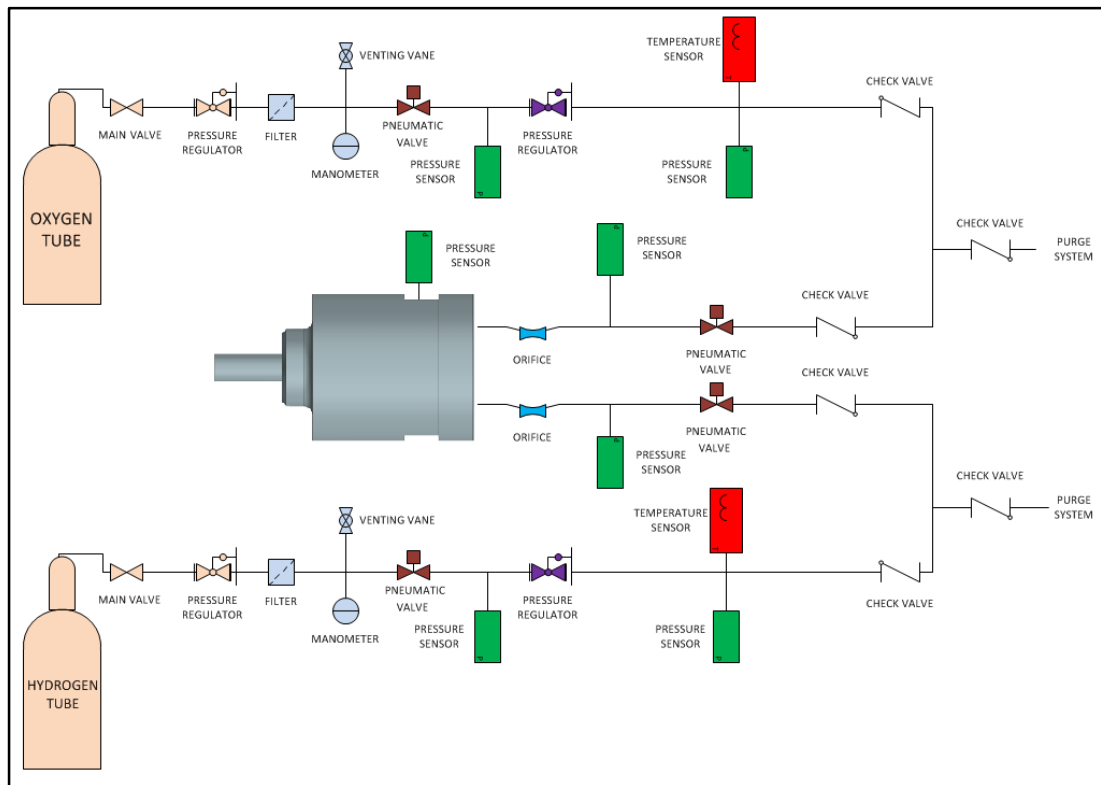 VENTING VANE
TEMPERATURE
SENSOR
CHECK VALVE
MAIN VALVE
PRESSURE
REGULATOR
FILTER
MANOMETER
PNEUMATIC
VALVE
PRESSURE
SENSOR
PRESSURE
REGULATOR
PRESSURE
SENSOR
OXYGEN
TUBE
PRESSURE
SENSOR
PRESSURE
SENSOR
CHECK VALVE
PURGE
SYSTEM
CHECK VALVE
ORIFICE
PNEUMATIC
VALVE
CHECK VALVE
ORIFICE
PNEUMATIC
VALVE
PRESSURE
SENSOR
CHECK VALVE
PURGE
SYSTEM
VENTING VANE
TEMPERATURE
SENSOR
MAIN VALVE
PRESSURE
REGULATOR
FILTER
MANOMETER
PNEUMATIC
VALVE
PRESSURE
SENSOR
PRESSURE
REGULATOR
PRESSURE
SENSOR
CHECK VALVE
HYDROGEN
TUBE